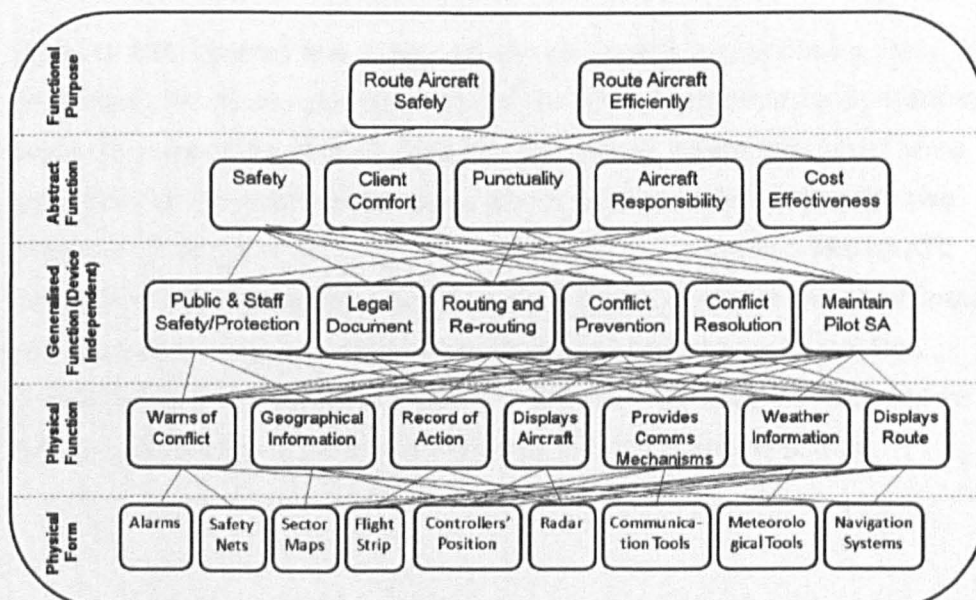 Functional
Purpose
Route Aircraft
Safely
Route Aircraft
Efficiently
Abstract
Function
Safety
Client
Comfort
Punctuality
Aircraft
Responsibility
Cost
Effectiveness
Generalised
Function (Device
Independent)
Public & Staff
Safety/Protection
Legal
Document
Routing and
Re-routing
Conflict
Prevention
Conflict
Resolution
Maintain
Pilot SA
Physical
Function
Warns of
Conflict
Geographical
Information
Record of
Action
Displays
Aircraft
Provides
Comms
Mechanisms
Weather
Information
Displays
Route
Physical
Form
Alarms
Safety
Nets
Sector
Maps
Flight
Strip
Controllers'
Position
Radar
Communica-
tion Tools
Meteorolo
gical Tools
Navigation
Systems